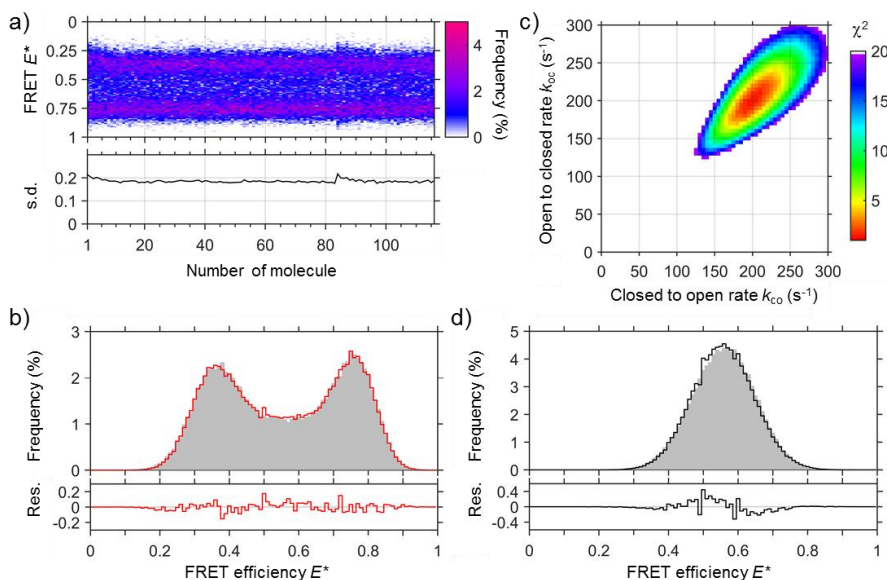 a)
FRET E*
0
0.25
0.5
0.75
1
Frequency (%)
4
2
0
s.d.
0.2
0.1
0
1 20 40 60 80 100
Number of molecule
c)
Open to closed rate k_oc (s⁻¹)
300
250
200
150
100
50
0
0 50 100 150 200 250 300
Closed to open rate k_co (s⁻¹)
χ²
20
15
10
5
b)
Frequency (%)
3
2
1
0
Res.
0.2
0
-0.2
0 0.2 0.4 0.6 0.8 1
FRET efficiency E*
d)
Frequency (%)
5
4
3
2
1
0
Res.
0.4
0
-0.4
0 0.2 0.4 0.6 0.8 1
FRET efficiency E*